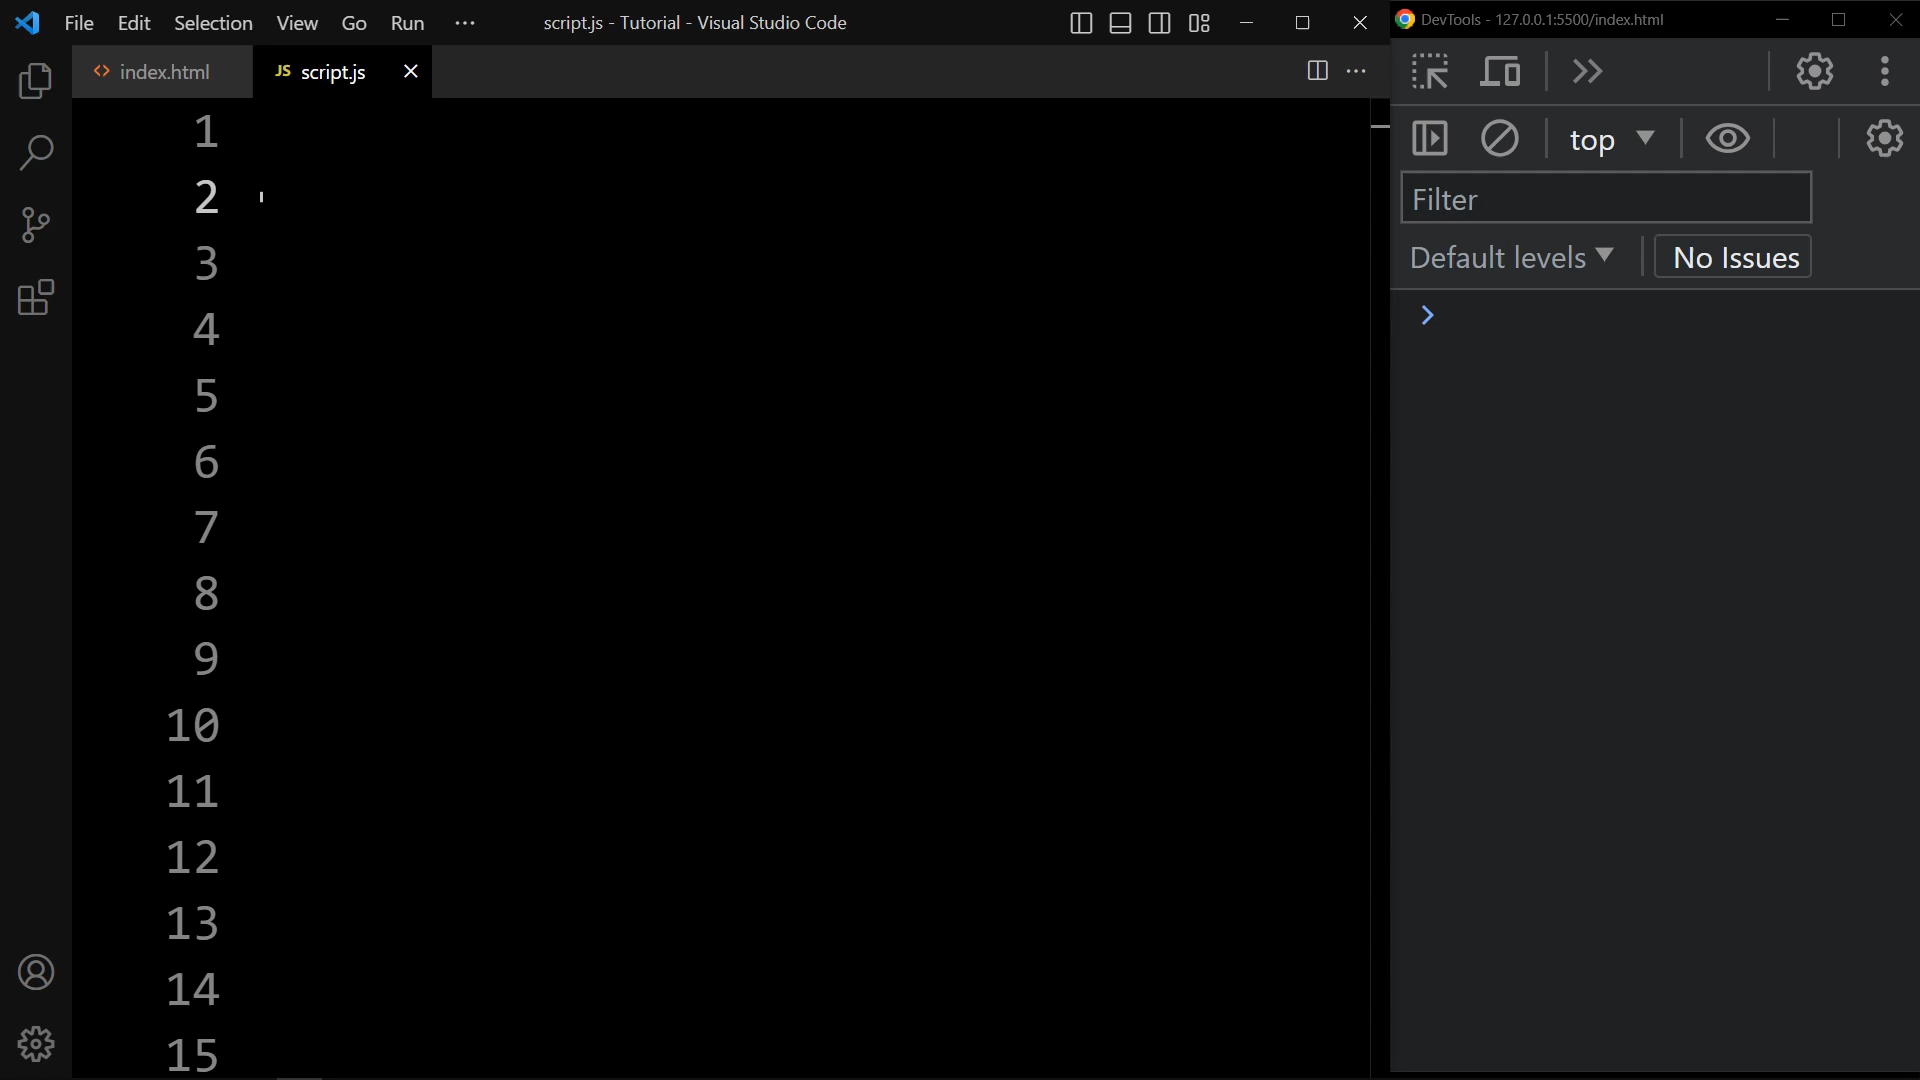 File Edit Selection View Go Run ··· script.js - Tutorial - Visual Studio Code
DevTools - 127.0.0.1:5500/index.html
<> index.html JS script.js
top
Filter
Default levels No Issues
1
2
3
4
5
6
7
8
9
10
11
12
13
14
15